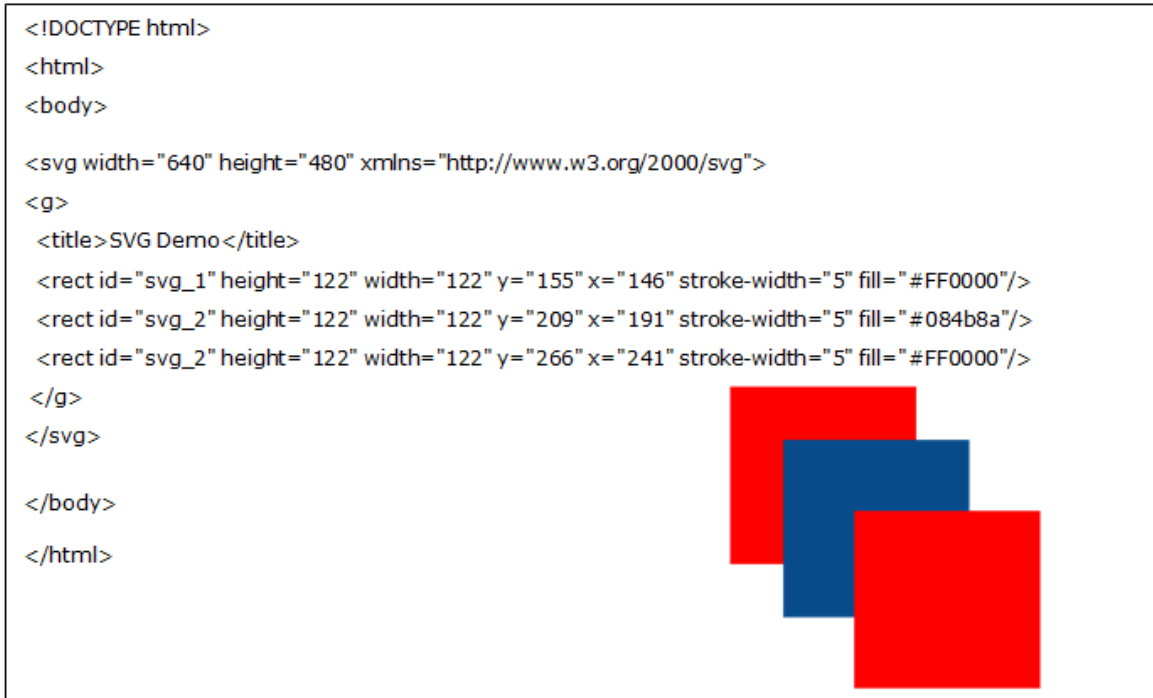 <!DOCTYPE html>
<html>
<body>
<svg width="640" height="480" xmlns="http://www.w3.org/2000/svg">
<g>
<title>SVG Demo</title>
<rect id="svg_1" height="122" width="122" y="155" x="146" stroke-width="5" fill="#FF0000"/>
<rect id="svg_2" height="122" width="122" y="209" x="191" stroke-width="5" fill="#084b8a"/>
<rect id="svg_2" height="122" width="122" y="266" x="241" stroke-width="5" fill="#FF0000"/>
</g>
</svg>
</body>
</html>